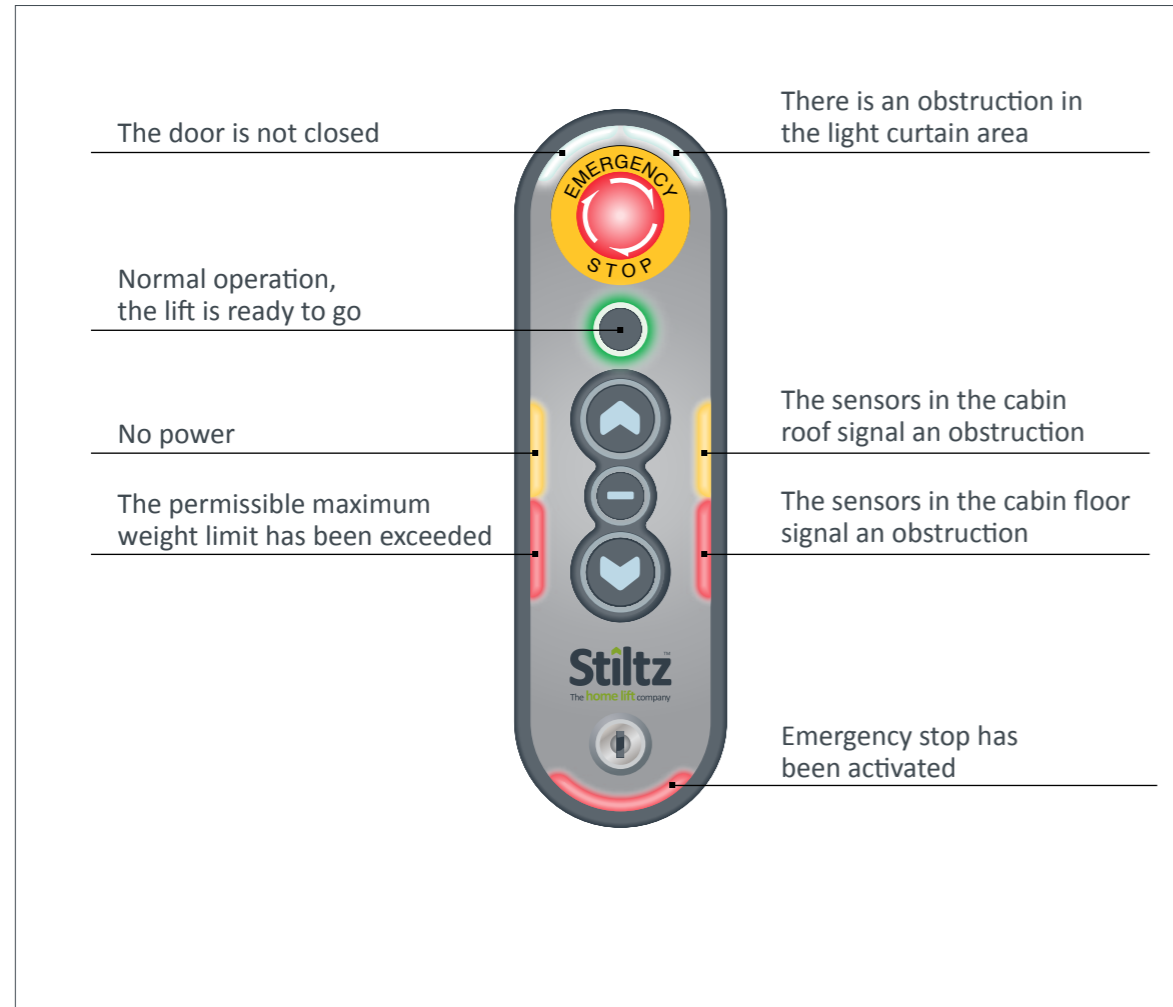 The door is not closed
There is an obstruction in
the light curtain area
EMERGENCY
STOP
Normal operation,
the lift is ready to go
No power
The sensors in the cabin
roof signal an obstruction
The permissible maximum
weight limit has been exceeded
The sensors in the cabin floor
signal an obstruction
Stiltz™
The home lift company
Emergency stop has
been activated